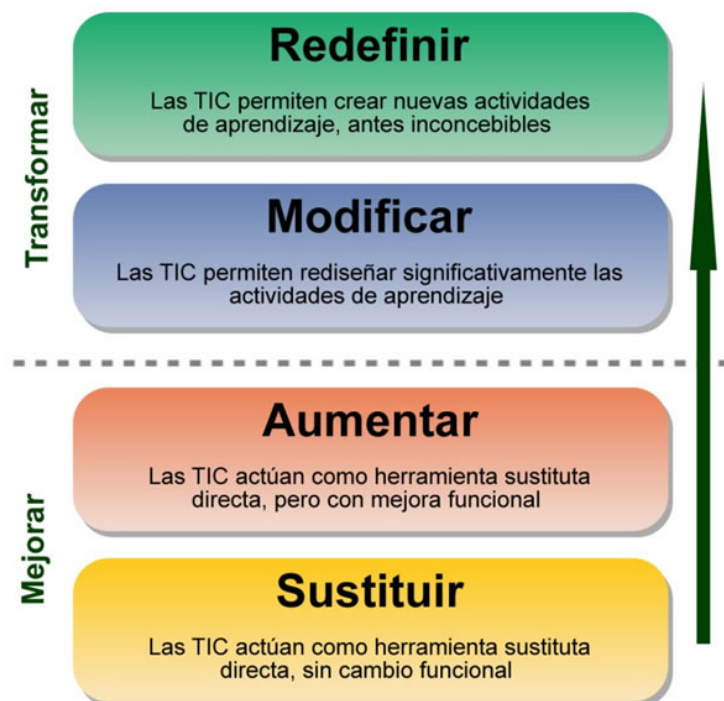 Transformar
Redefinir
Las TIC permiten crear nuevas actividades
de aprendizaje, antes inconcebibles
Modificar
Las TIC permiten rediseñar significativamente las
actividades de aprendizaje
Mejorar
Aumentar
Las TIC actúan como herramienta sustituta
directa, pero con mejora funcional
Sustituir
Las TIC actúan como herramienta sustituta
directa, sin cambio funcional